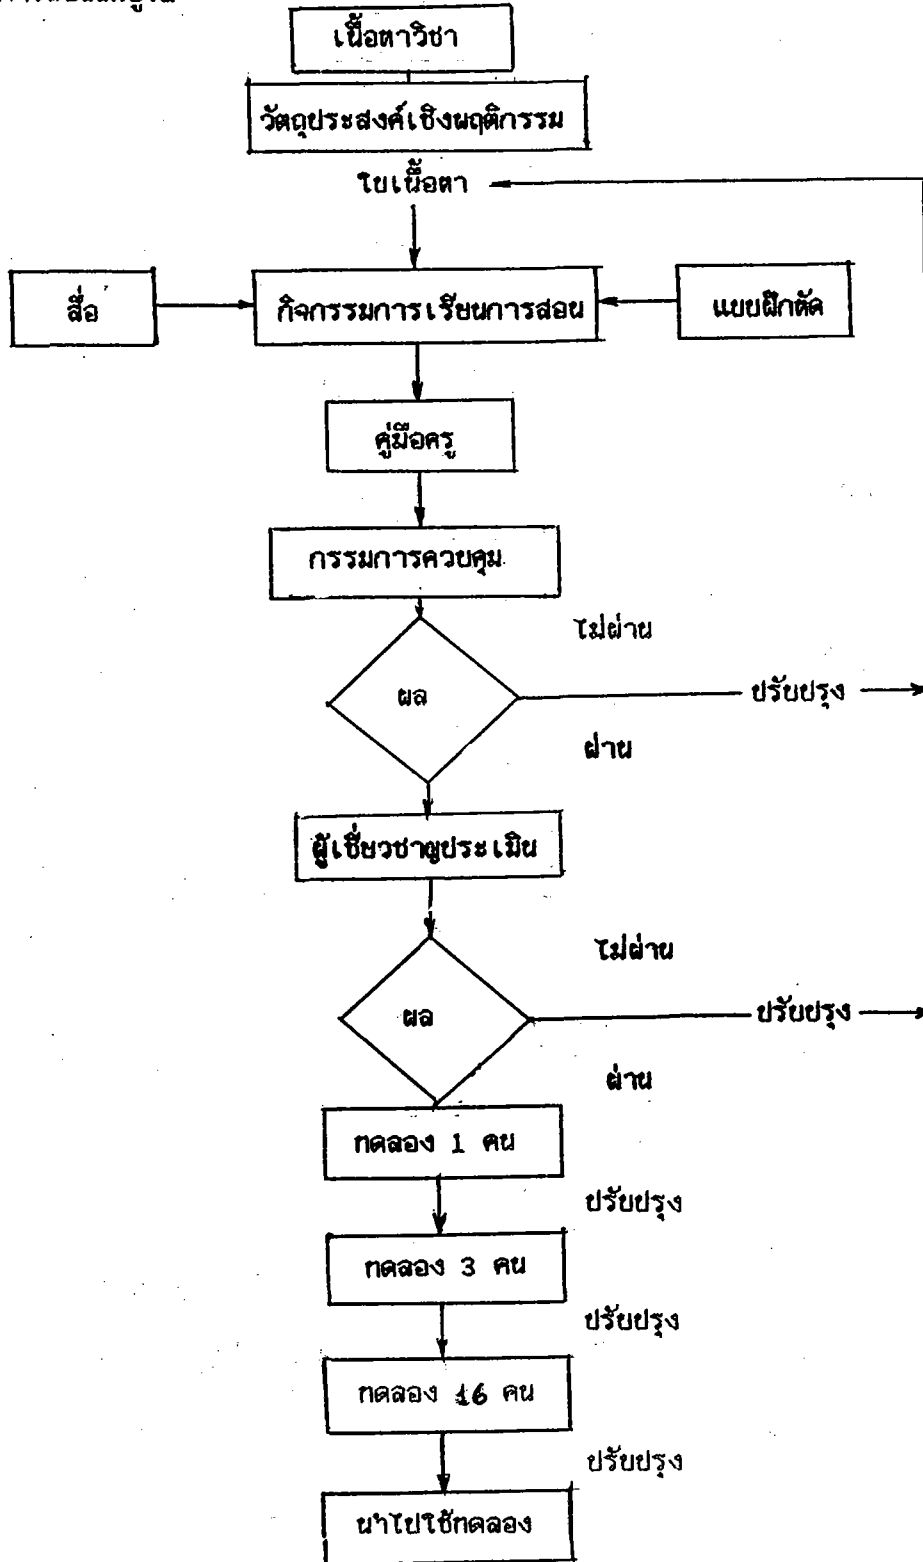 เนื้อหาวิชา
วัตถุประสงค์เชิงพฤติกรรม
ใบเนื้อหา
สื่อ
กิจกรรมการเรียนการสอน
แบบฝึกหัด
คู่มือครู
กรรมการควบคุม
ไม่ผ่าน
ผล
ปรับปรุง
ผ่าน
ผู้เชี่ยวชาญประเมิน
ไม่ผ่าน
ผล
ปรับปรุง
ผ่าน
ทดลอง 1 คน
ปรับปรุง
ทดลอง 3 คน
ปรับปรุง
ทดลอง 16 คน
ปรับปรุง
นำไปใช้ทดลอง